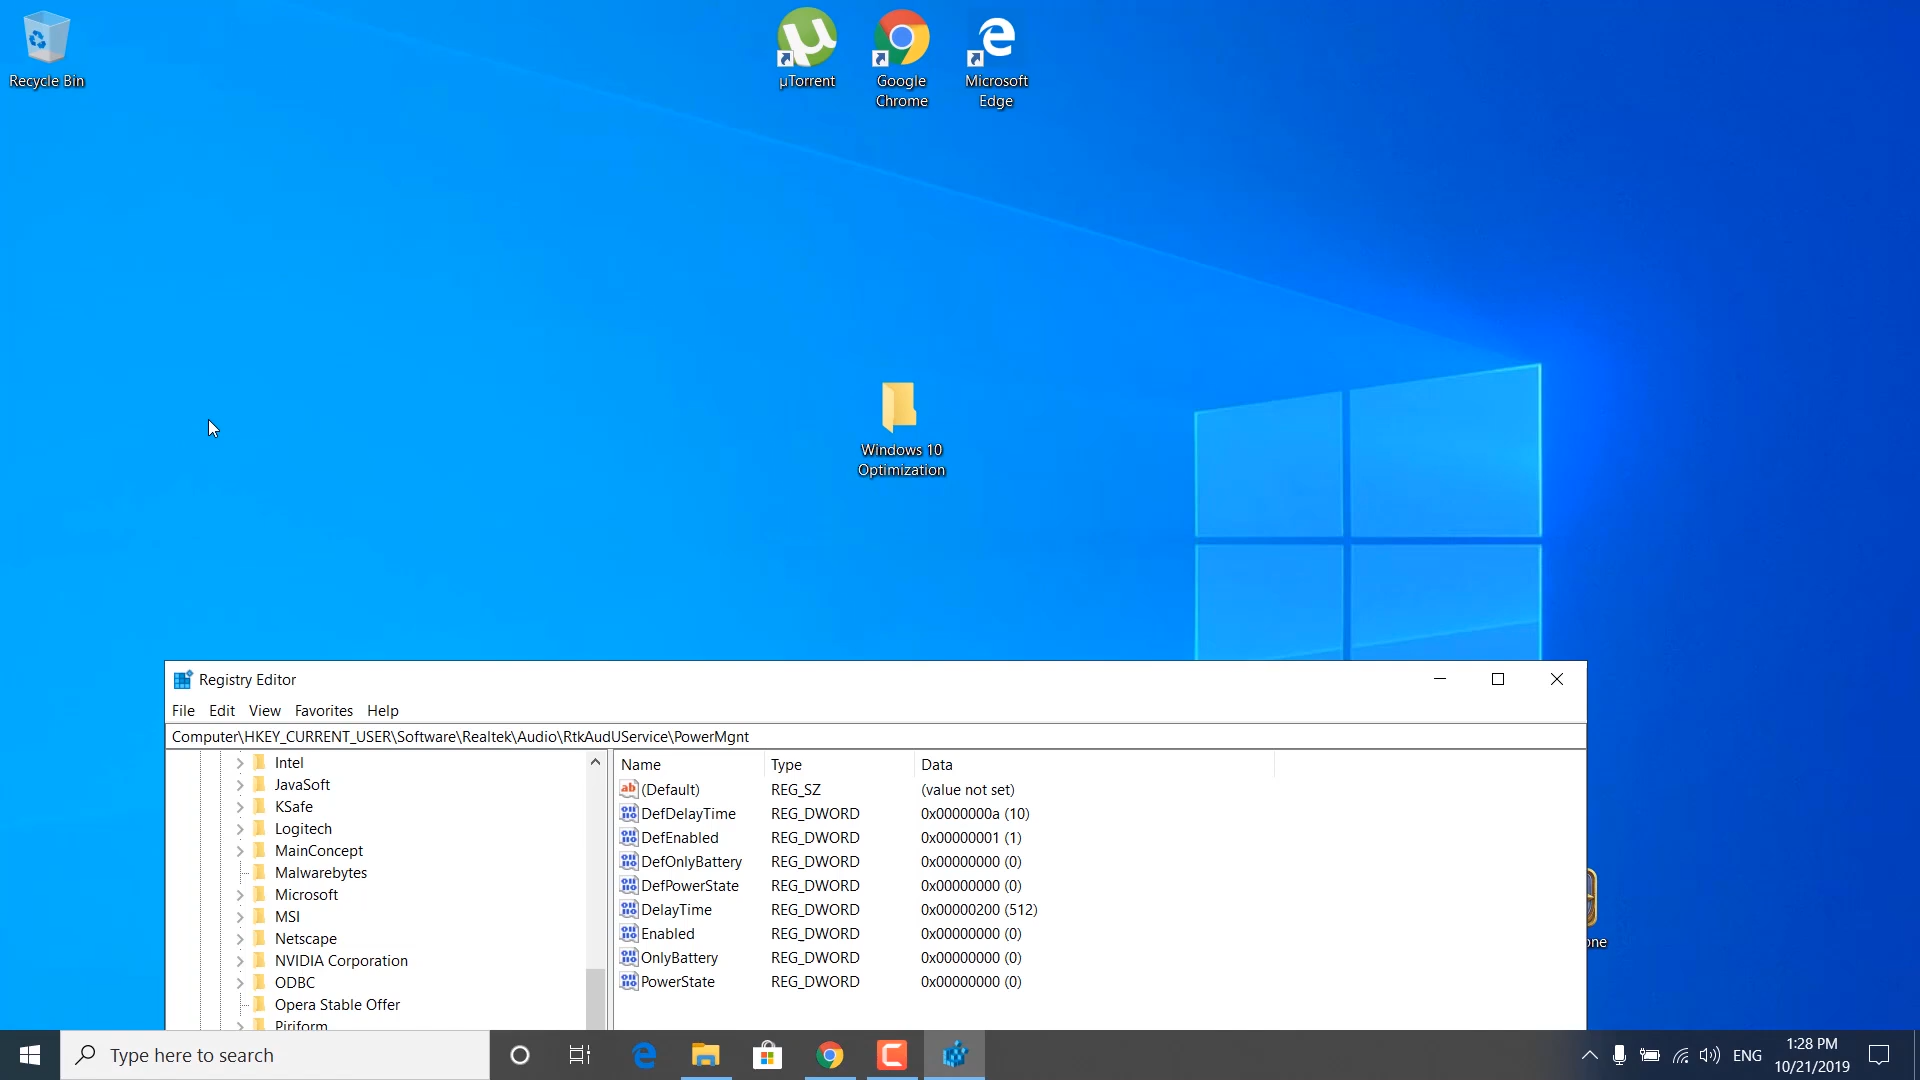 Recycle Bin
µTorrent
Google
Chrome
Microsoft
Edge
Windows 10
Optimization
Registry Editor
File Edit View Favorites Help
Computer\HKEY_CURRENT_USER\Software\Realtek\Audio\RtkAudUService\PowerMgnt
Intel
JavaSoft
KSafe
Logitech
MainConcept
Malwarebytes
Microsoft
MSI
Netscape
NVIDIA Corporation
ODBC
Opera Stable Offer
Piriform
Name Type Data
(Default) REG_SZ (value not set)
DefDelayTime REG_DWORD 0x0000000a (10)
DefEnabled REG_DWORD 0x00000001 (1)
DefOnlyBattery REG_DWORD 0x00000000 (0)
DefPowerState REG_DWORD 0x00000000 (0)
DelayTime REG_DWORD 0x00000200 (512)
Enabled REG_DWORD 0x00000000 (0)
OnlyBattery REG_DWORD 0x00000000 (0)
PowerState REG_DWORD 0x00000000 (0)
Type here to search
ENG
1:28 PM
10/21/2019